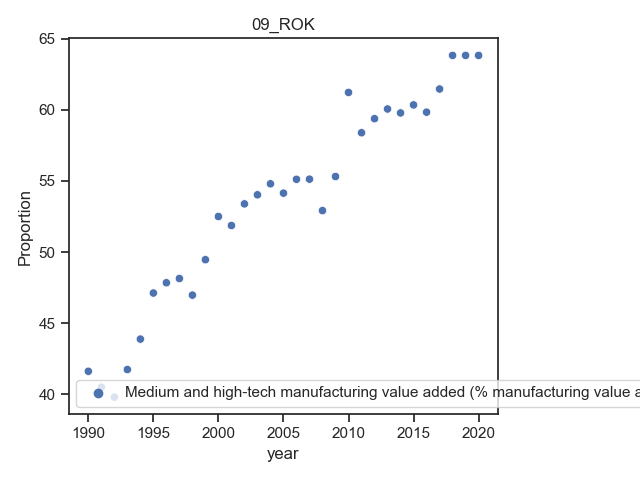 09_ROK
65
60
55
50
45
40
Proportion
Medium and high-tech manufacturing value added (% manufacturing value a
1990 1995 2000 2005 2010 2015 2020
year